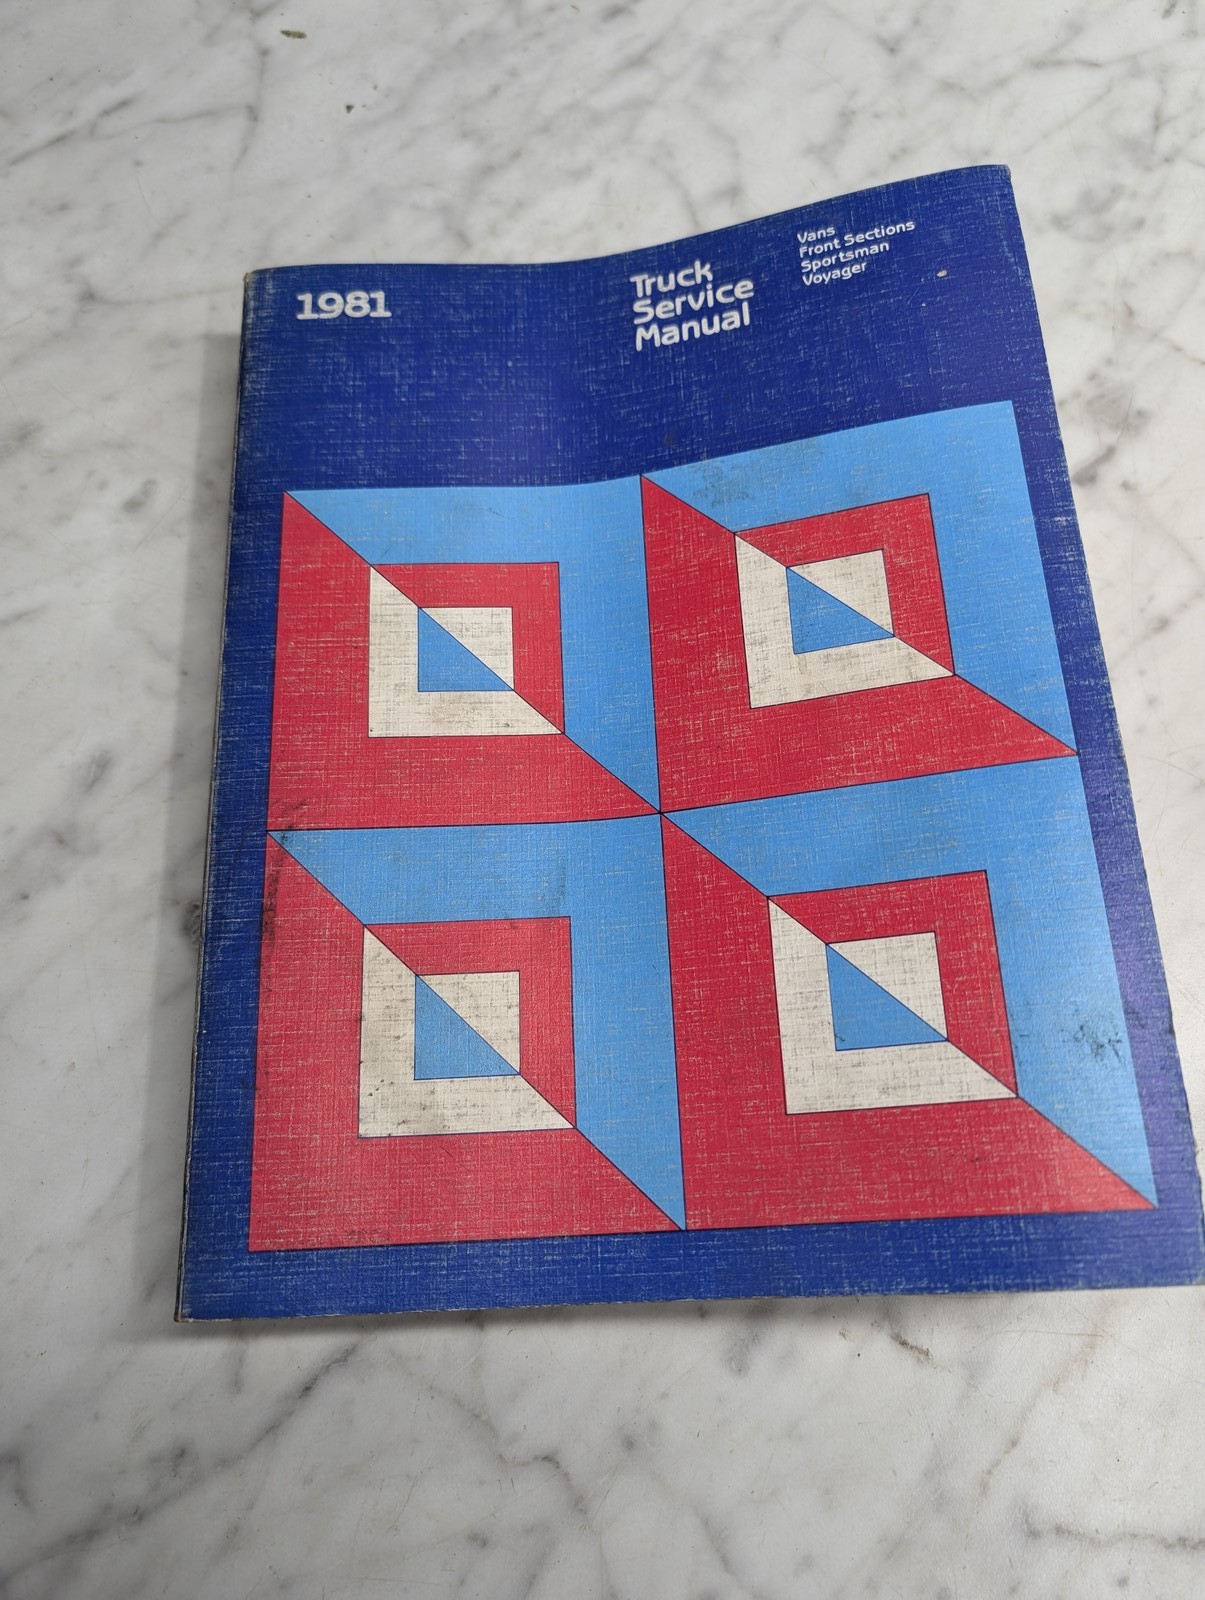 1981
Truck
Service
Manual
Vans
Front Sections
Sportsman
Voyager